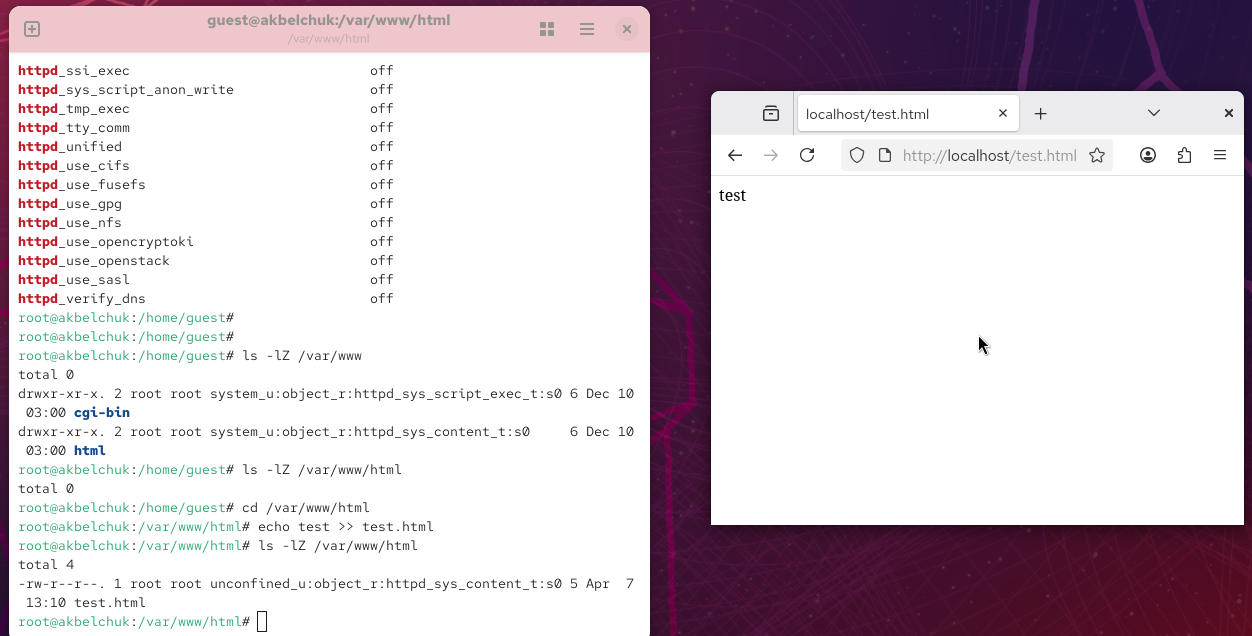 guest@akbelchuk:/var/www/html
/var/www/html
httpd_ssi_exec off
httpd_sys_script_anon_write off
httpd_tmp_exec off
httpd_tty_comm off
httpd_unified off
httpd_use_cifs off
httpd_use_fusefs off
httpd_use_gpg off
httpd_use_nfs off
httpd_use_opencryptoki off
httpd_use_openstack off
httpd_use_sasl off
httpd_verify_dns off
root@akbelchuk:/home/guest#
root@akbelchuk:/home/guest#
root@akbelchuk:/home/guest# ls -lZ /var/www
total 0
drwxr-xr-x. 2 root root system_u:object_r:httpd_sys_script_exec_t:s0 6 Dec 10
03:00 cgi-bin
drwxr-xr-x. 2 root root system_u:object_r:httpd_sys_content_t:s0 6 Dec 10
03:00 html
root@akbelchuk:/home/guest# ls -lZ /var/www/html
total 0
root@akbelchuk:/home/guest# cd /var/www/html
root@akbelchuk:/var/www/html# echo test >> test.html
root@akbelchuk:/var/www/html# ls -lZ /var/www/html
total 4
-rw-r--r--. 1 root root unconfined_u:object_r:httpd_sys_content_t:s0 5 Apr 7
13:10 test.html
root@akbelchuk:/var/www/html#
localhost/test.html
http://localhost/test.html
test